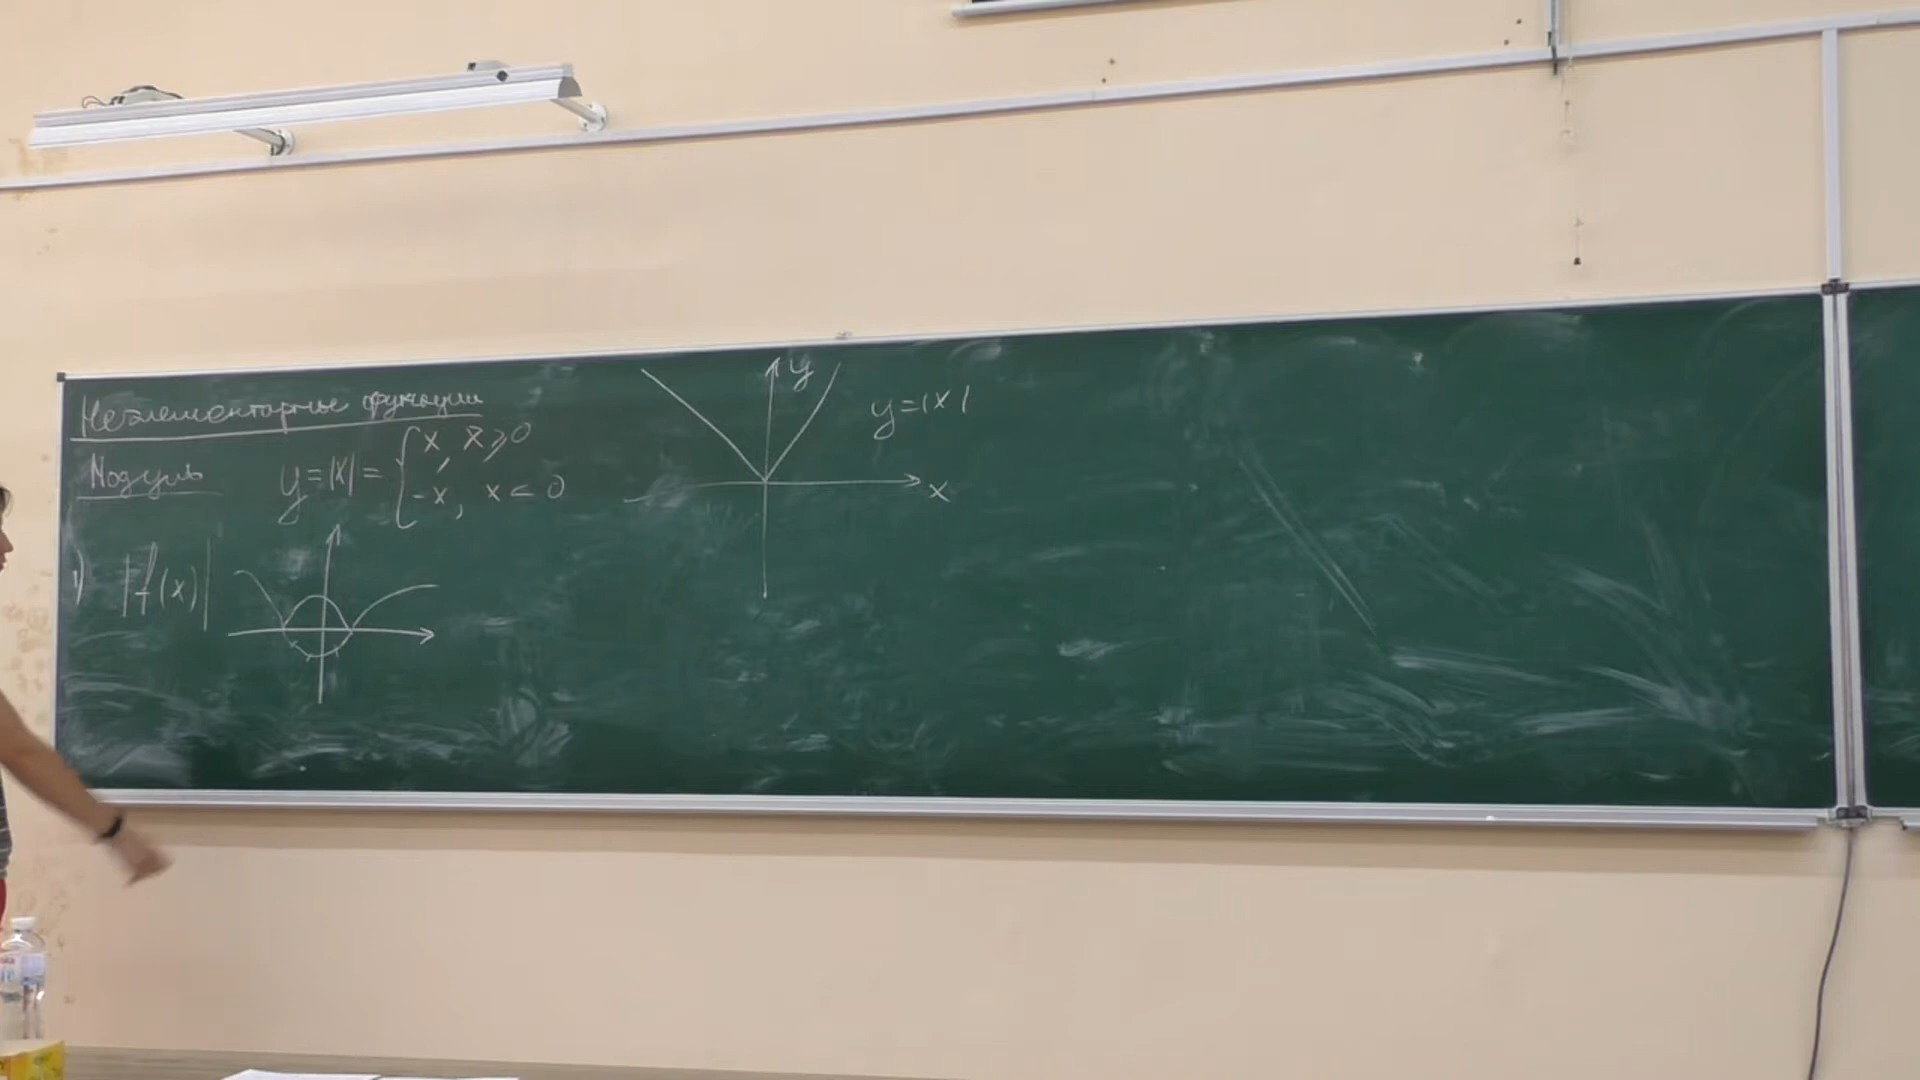 Неэлементарные функции
Модуль y = |x| = { x, x ≥ 0
-x, x < 0
y
y = |x|
x
1) |f(x)|